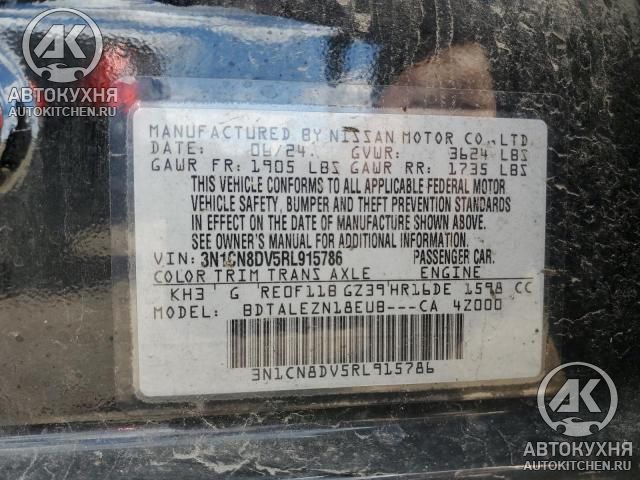 АК
АВТОКУХНЯ
AUTOKITCHEN.RU
MANUFACTURED BY NISSAN MOTOR CO., LTD.
DATE: 04/24. GVWR: 3624 LBS
GAWR FR: 1905 LBS GAWR RR: 1735 LBS
THIS VEHICLE CONFORMS TO ALL APPLICABLE FEDERAL MOTOR
VEHICLE SAFETY, BUMPER AND THEFT PREVENTION STANDARDS
IN EFFECT ON THE DATE OF MANUFACTURE SHOWN ABOVE.
SEE OWNER'S MANUAL FOR ADDITIONAL INFORMATION.
VIN: 3N1CN8DV5RL915786 PASSENGER CAR.
COLOR TRIM TRANS AXLE ENGINE
KH3 G RE0F11B GZ39 HR16DE 1598 CC
MODEL: BDTALEZN18EUB---CA 4Z000
3N1CN8DV5RL915786
АК
АВТОКУХНЯ
AUTOKITCHEN.RU